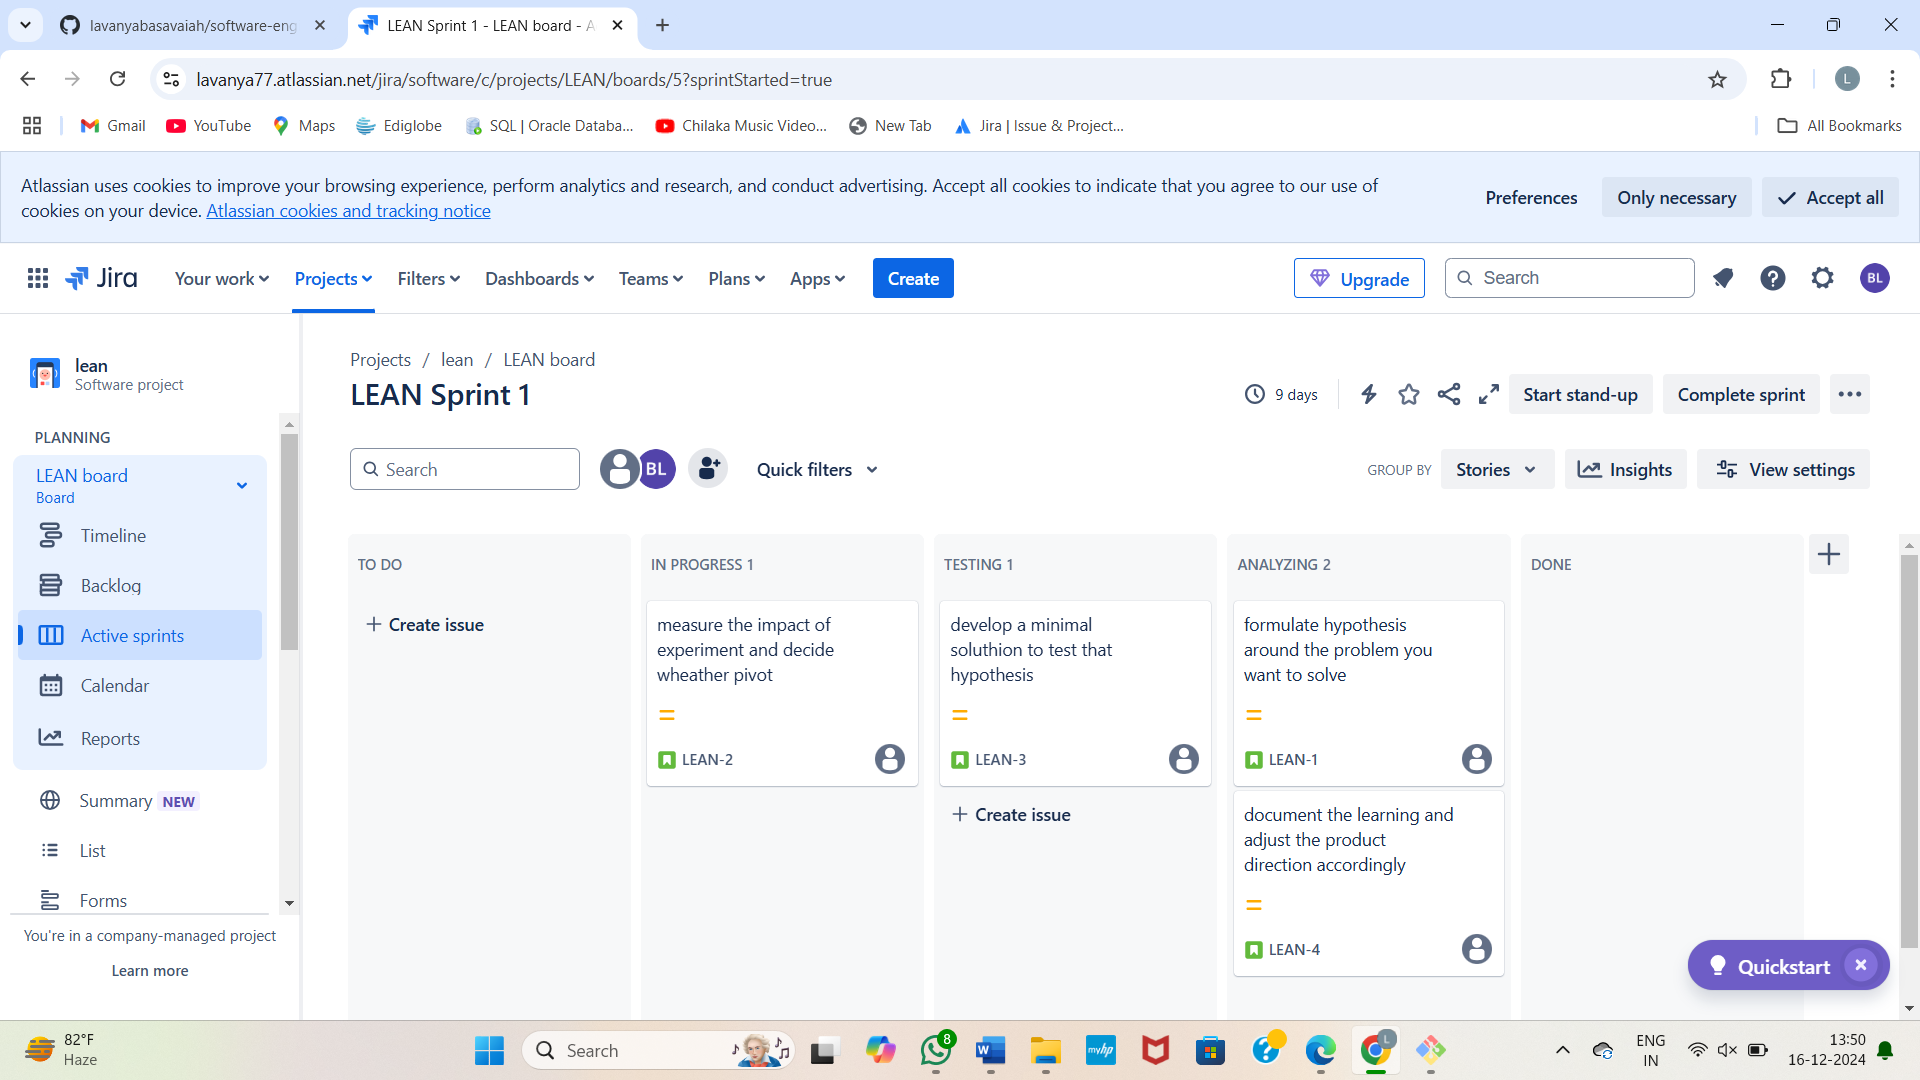 lavanyabasavaiah/software-eng
LEAN Sprint 1 - LEAN board - A
lavanya77.atlassian.net/jira/software/c/projects/LEAN/boards/5?sprintStarted=true
L
Gmail
YouTube
Maps
Ediglobe
SQL | Oracle Databa...
Chilaka Music Video...
New Tab
Jira | Issue & Project...
All Bookmarks
Atlassian uses cookies to improve your browsing experience, perform analytics and research, and conduct advertising. Accept all cookies to indicate that you agree to our use of
cookies on your device. Atlassian cookies and tracking notice
Preferences
Only necessary
Accept all
Jira
Your work
Projects
Filters
Dashboards
Teams
Plans
Apps
Create
Upgrade
Search
BL
lean
Software project
PLANNING
LEAN board
Board
Timeline
Backlog
Active sprints
Calendar
Reports
Summary NEW
List
Forms
You're in a company-managed project
Learn more
Projects / lean / LEAN board
LEAN Sprint 1
9 days
Start stand-up
Complete sprint
Search
BL
Quick filters
GROUP BY
Stories
Insights
View settings
TO DO
+ Create issue
IN PROGRESS 1
measure the impact of
experiment and decide
wheather pivot
LEAN-2
TESTING 1
develop a minimal
soluthion to test that
hypothesis
LEAN-3
+ Create issue
ANALYZING 2
formulate hypothesis
around the problem you
want to solve
LEAN-1
document the learning and
adjust the product
direction accordingly
LEAN-4
DONE
Quickstart
82°F
Haze
Search
8
W
myhp
L
ENG
IN
13:50
16-12-2024